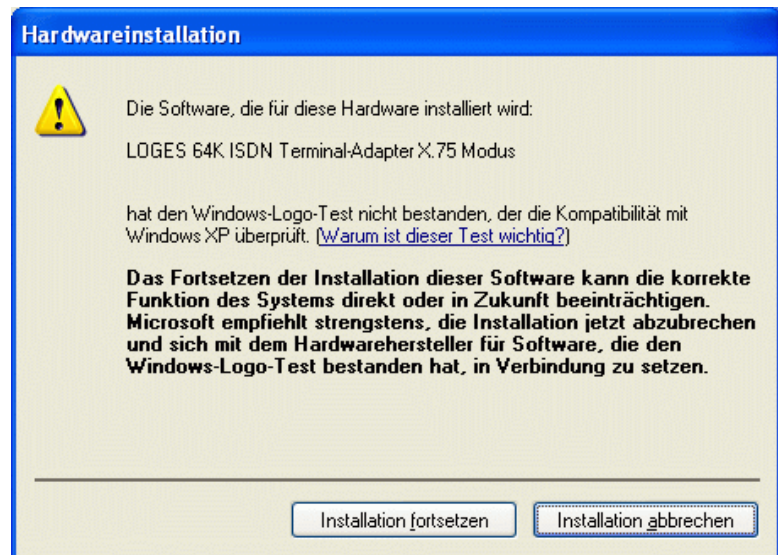 Hardwareinstallation
Die Software, die für diese Hardware installiert wird:
LOGES 64K ISDN Terminal-Adapter X.75 Modus
hat den Windows-Logo-Test nicht bestanden, der die Kompatibilität mit
Windows XP überprüft. (Warum ist dieser Test wichtig?)
Das Fortsetzen der Installation dieser Software kann die korrekte
Funktion des Systems direkt oder in Zukunft beeinträchtigen.
Microsoft empfiehlt strengstens, die Installation jetzt abzubrechen
und sich mit dem Hardwarehersteller für Software, die den
Windows-Logo-Test bestanden hat, in Verbindung zu setzen.
Installation fortsetzen
Installation abbrechen